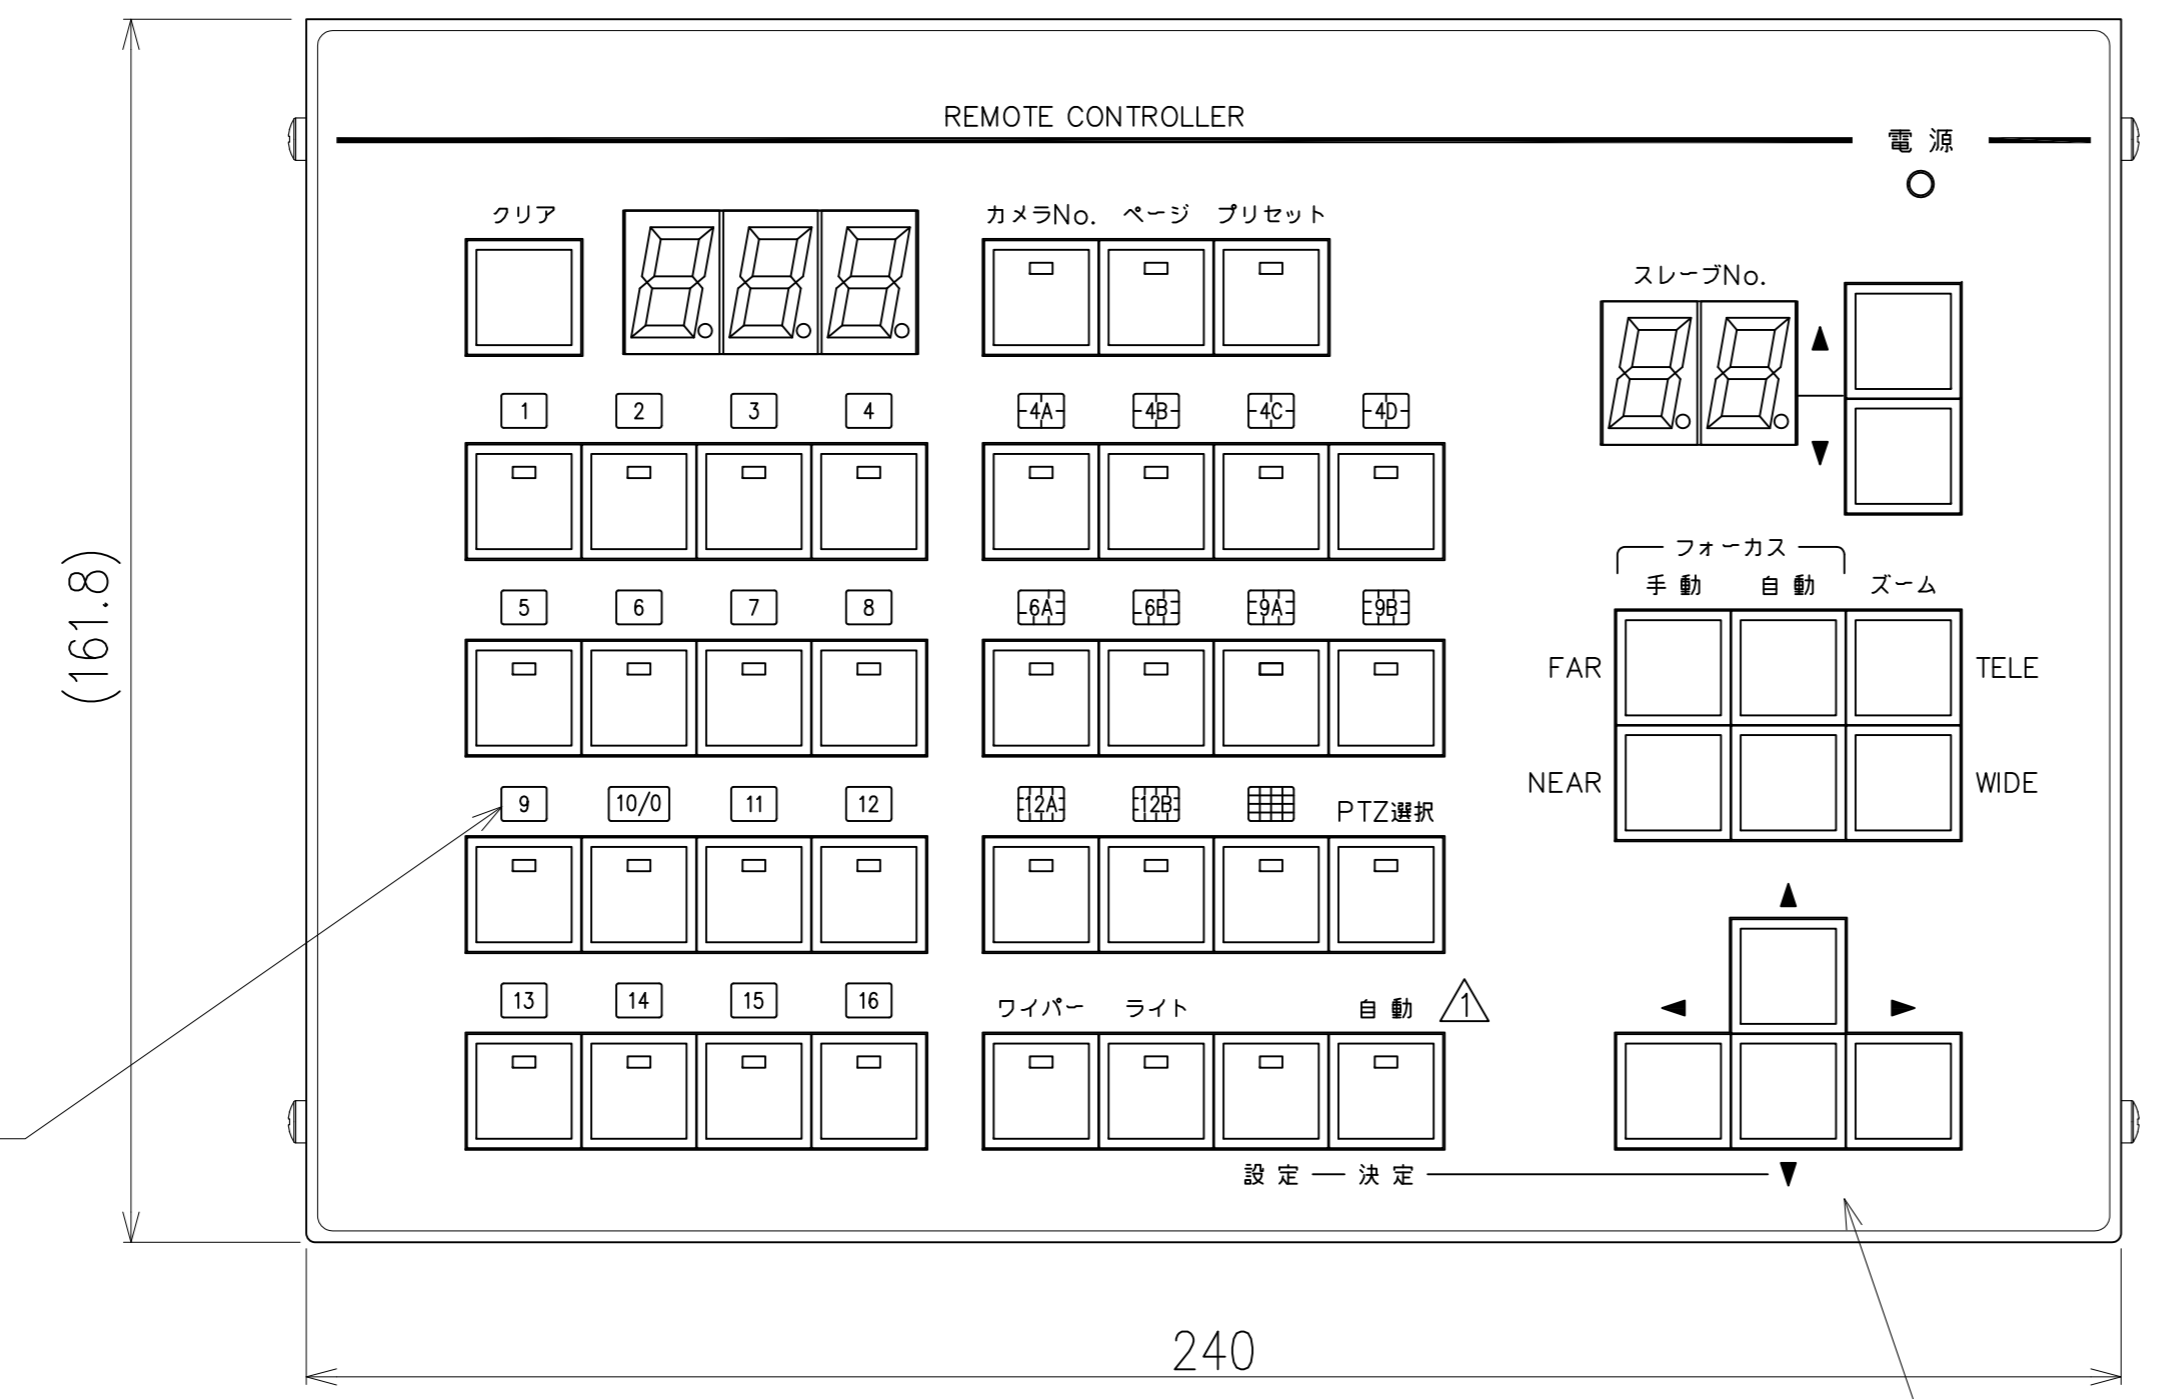 REMOTE CONTROLLER
電源
クリア カメラNo. ページ プリセット
スレーブNo.
▲
▼
1 2 3 4 4A 4B 4C 4D
フォーカス
手動 自動 ズーム
5 6 7 8 6A 6B 9A 9B
FAR TELE
NEAR WIDE
9 10/0 11 12 12A 12B PTZ選択
▲
13 14 15 16 ワイパー ライト 自動 1
◀ ▶
設定 — 決定 ▼
(161.8)
240